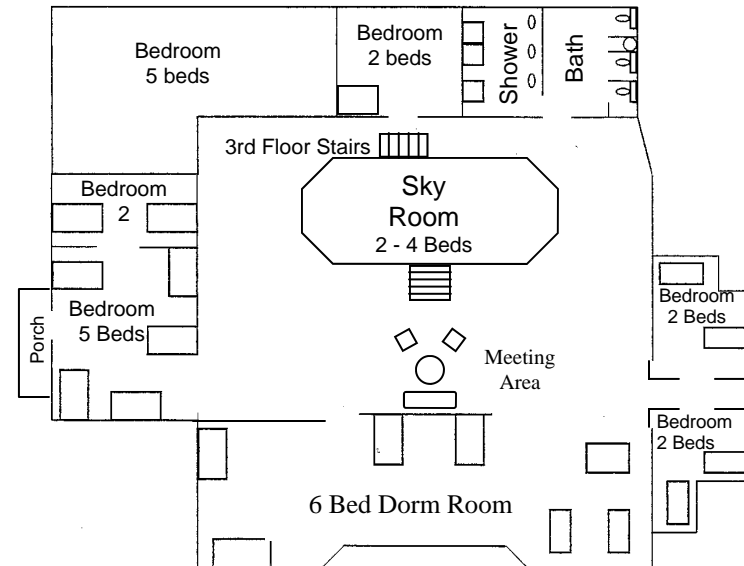 Bedroom
5 beds
Bedroom
2 beds
Shower
Bath
3rd Floor Stairs
Sky
Room
2 - 4 Beds
Bedroom
2
Bedroom
5 Beds
Porch
Bedroom
2 Beds
Meeting
Area
Bedroom
2 Beds
6 Bed Dorm Room